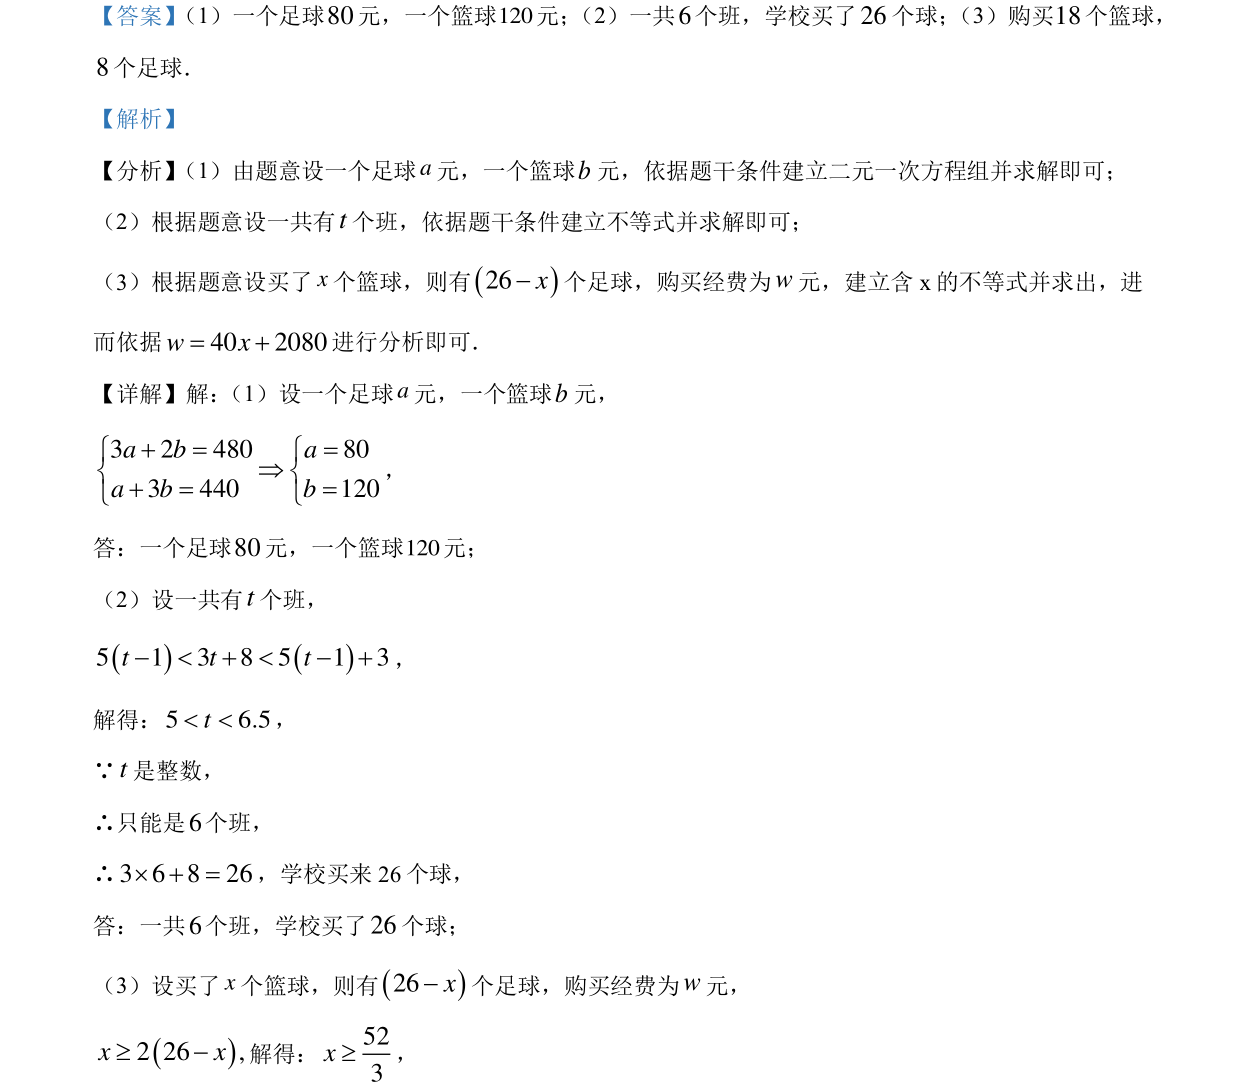 【答案】（1）一个足球80元，一个篮球120元；（2）一共6个班，学校买了26个球；（3）购买18个篮球，
8个足球．
【解析】
【分析】（1）由题意设一个足球a元，一个篮球b元，依据题干条件建立二元一次方程组并求解即可；
（2）根据题意设一共有t个班，依据题干条件建立不等式并求解即可；
（3）根据题意设买了x个篮球，则有(26−x)个足球，购买经费为w元，建立含x的不等式并求出，进
而依据w=40x+2080进行分析即可．
【详解】解：（1）设一个足球a元，一个篮球b元，
{3a+2b=480 a+3b=440 ⇒ {a=80 b=120，
答：一个足球80元，一个篮球120元；
（2）设一共有t个班，
5(t−1)<3t+8<5(t−1)+3，
解得：5<t<6.5，
∵t是整数，
∴只能是6个班，
∴3×6+8=26，学校买来26个球，
答：一共6个班，学校买了26个球；
（3）设买了x个篮球，则有(26−x)个足球，购买经费为w元，
x≥2(26−x),解得：x≥52/3，